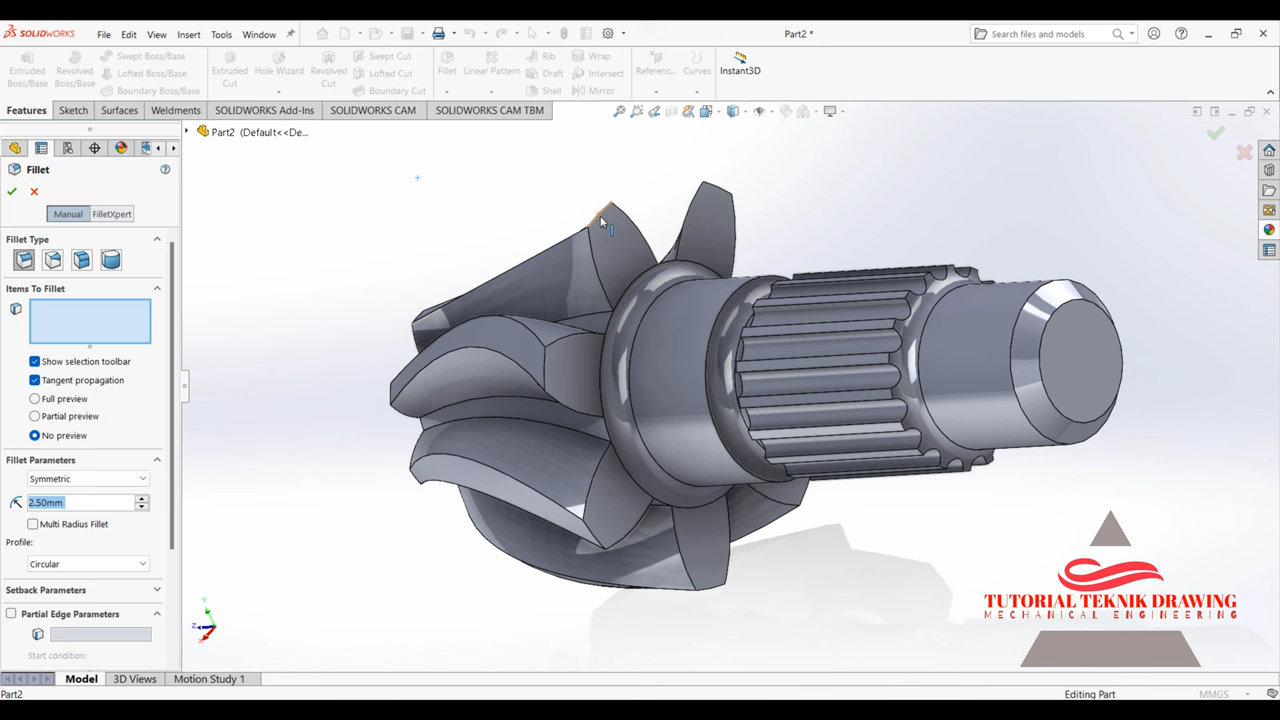 SOLIDWORKS File Edit View Insert Tools Window Part2 * Search files and models
Extruded Boss/Base Revolved Boss/Base Swept Boss/Base Lofted Boss/Base Boundary Boss/Base Extruded Cut Hole Wizard Revolved Cut Swept Cut Lofted Cut Boundary Cut Fillet Linear Pattern Rib Draft Shell Wrap Intersect Mirror Referenc... Curves Instant3D
Features Sketch Surfaces Weldments SOLIDWORKS Add-Ins SOLIDWORKS CAM SOLIDWORKS CAM TBM
Part2 (Default<<De...
Fillet
Manual FilletXpert
Fillet Type
Items To Fillet
Show selection toolbar
Tangent propagation
Full preview
Partial preview
No preview
Fillet Parameters
Symmetric
2.50mm
Multi Radius Fillet
Profile:
Circular
Setback Parameters
Partial Edge Parameters
Start condition:
Y
Z
X
TUTORIAL TEKNIK DRAWING
MECHANICAL ENGINEERING
Model 3D Views Motion Study 1
Part2 Editing Part MMGS